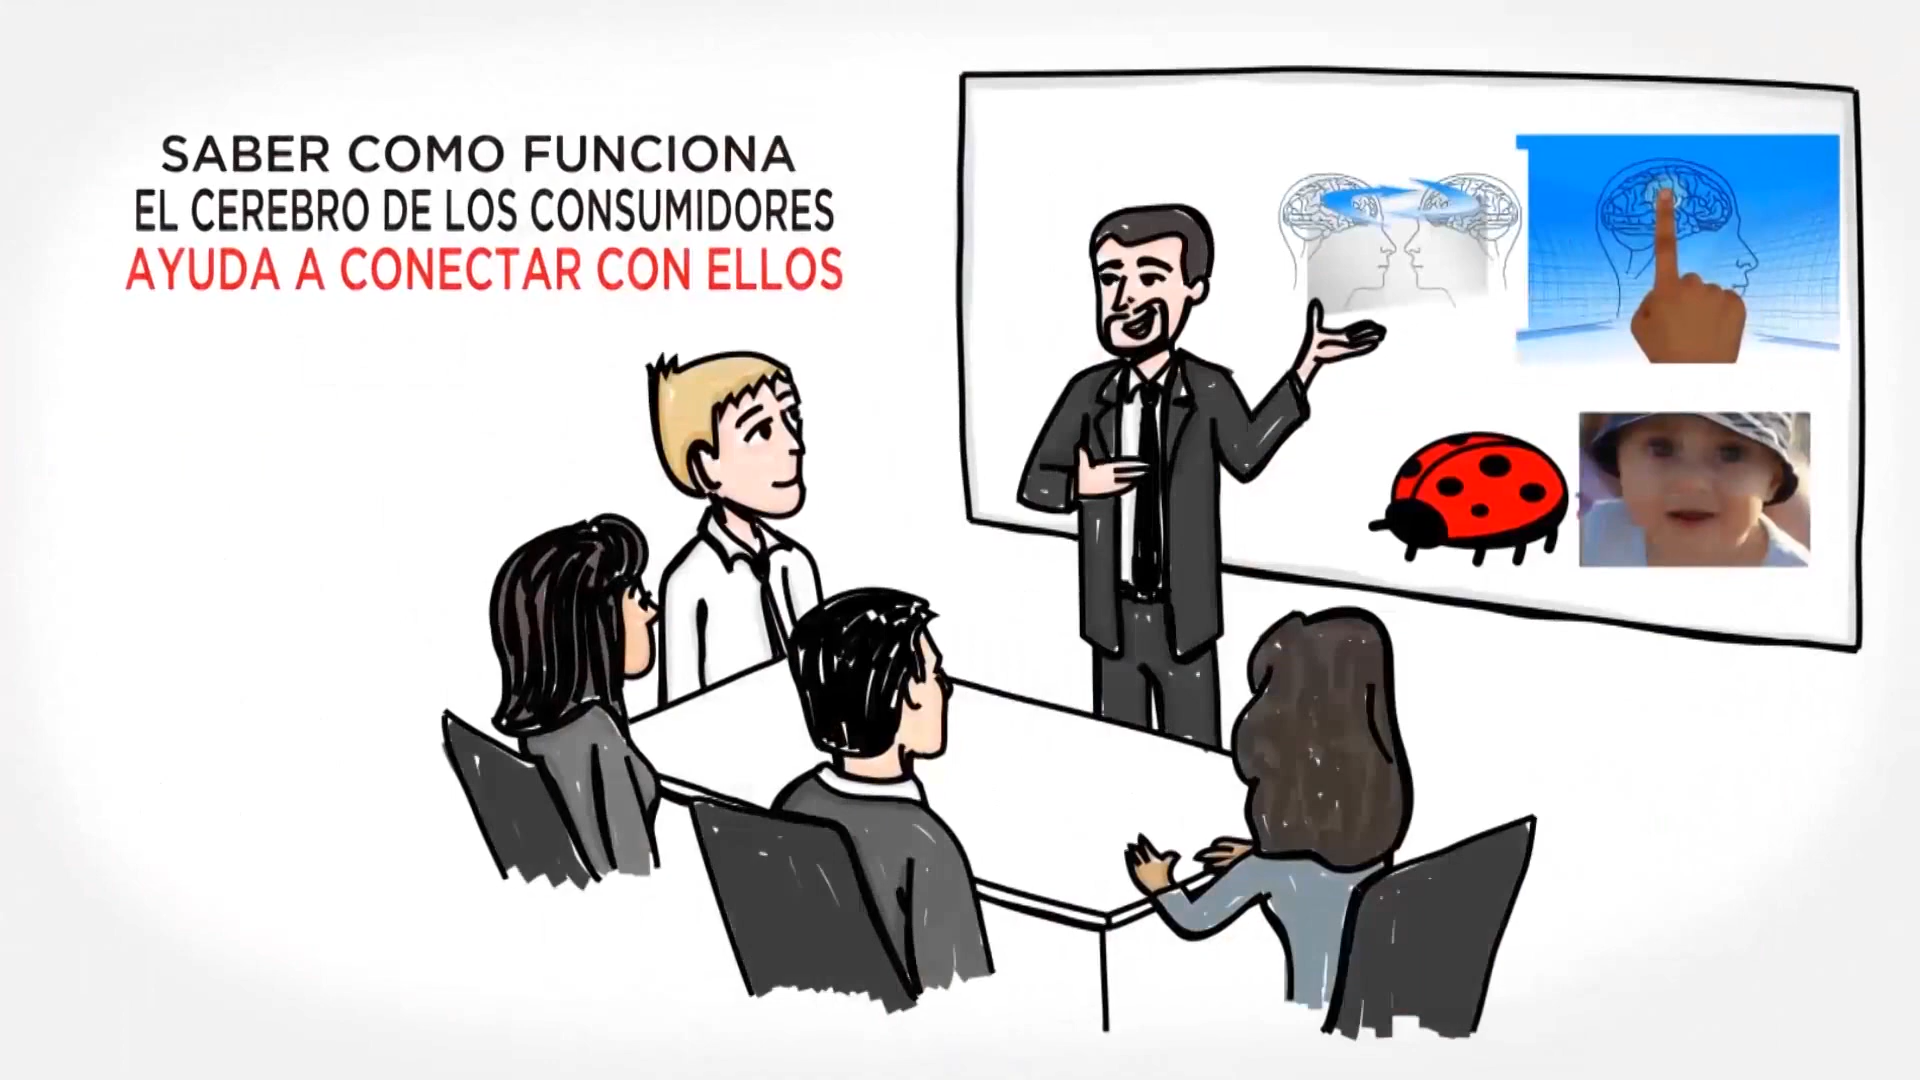 SABER COMO FUNCIONA
EL CEREBRO DE LOS CONSUMIDORES
AYUDA A CONECTAR CON ELLOS